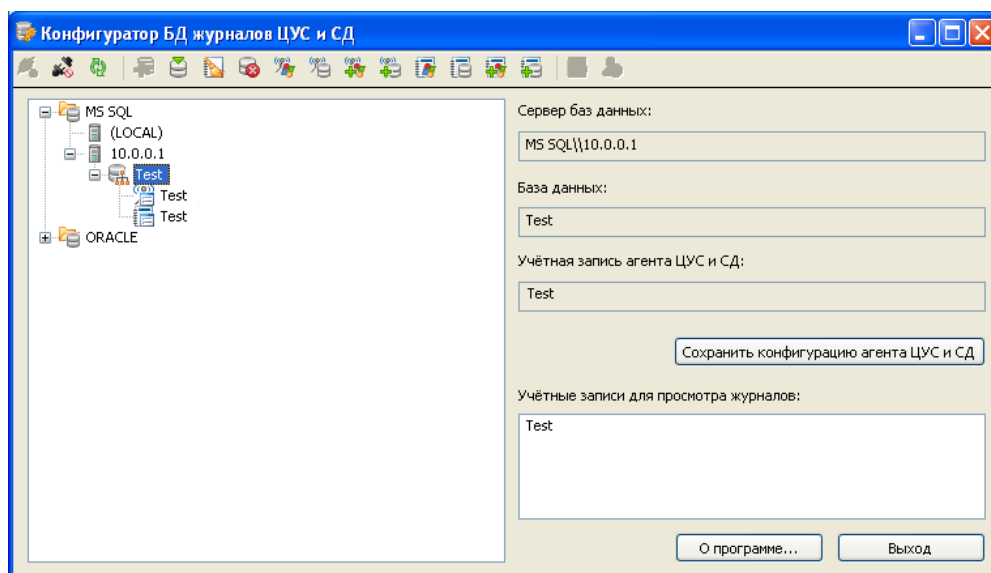 Конфигуратор БД журналов ЦУС и СД
MS SQL
(LOCAL)
10.0.0.1
Test
Test
Test
ORACLE
Сервер баз данных:
MS SQL\\10.0.0.1
База данных:
Test
Учётная запись агента ЦУС и СД:
Test
Сохранить конфигурацию агента ЦУС и СД
Учётные записи для просмотра журналов:
Test
О программе...
Выход